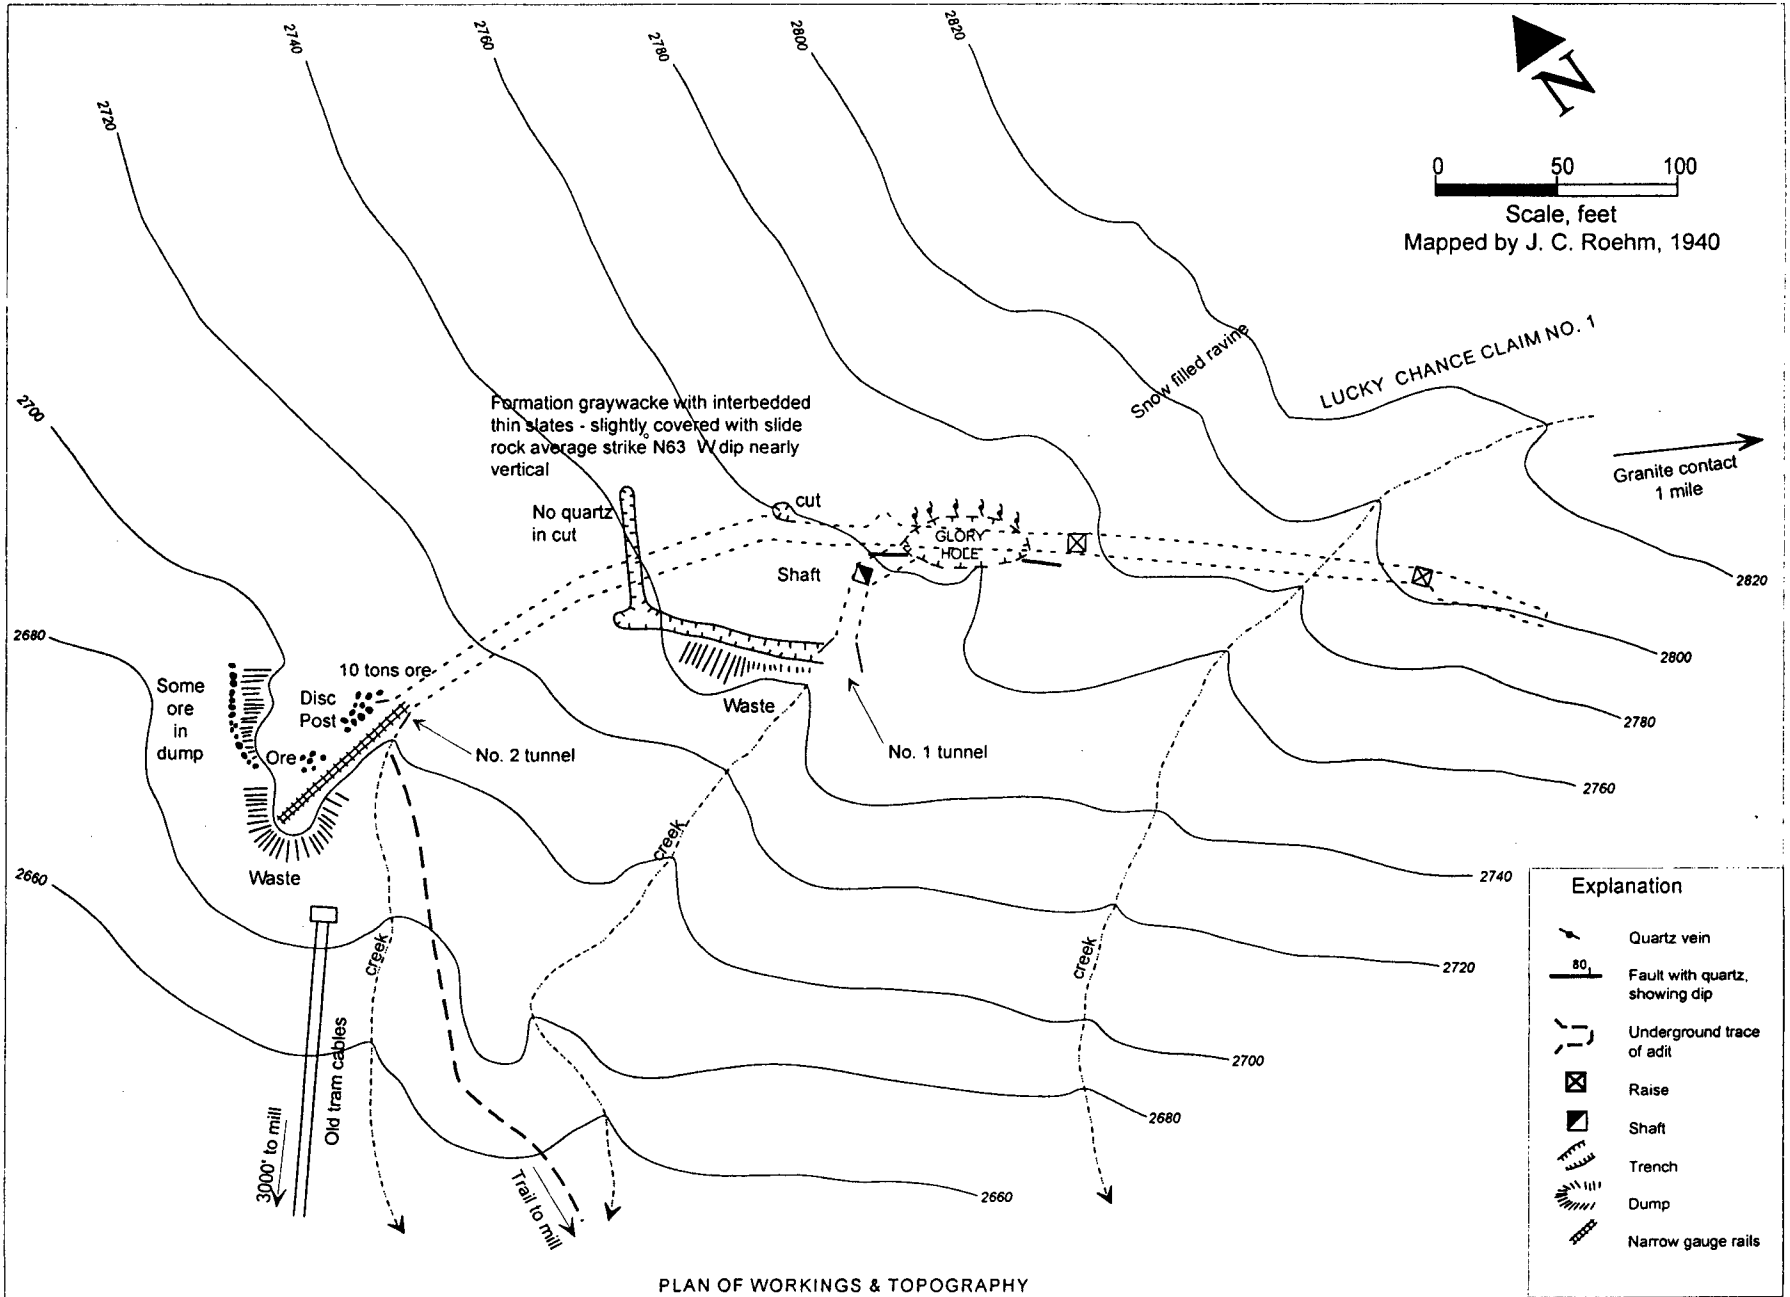 2740
2760
2780
2800
2820
2720
N
0 50 100
Scale, feet
Mapped by J. C. Roehm, 1940
Snow filled ravine
LUCKY CHANCE CLAIM NO. 1
Granite contact
1 mile
2700
Formation graywacke with interbedded
thin slates - slightly covered with slide
rock average strike N63° W dip nearly
vertical
No quartz
in cut
cut
GLORY
HOLE
Shaft
2820
2680
2800
10 tons ore
Some
ore
in
dump
Disc
Post
Ore
No. 2 tunnel
Waste
No. 1 tunnel
2780
2760
creek
2660
Waste
2740
creek
creek
2720
Old tram cables
3000' to mill
2700
2680
Trail to mill
2660
Explanation
Quartz vein
80
Fault with quartz,
showing dip
Underground trace
of adit
Raise
Shaft
Trench
Dump
Narrow gauge rails
PLAN OF WORKINGS & TOPOGRAPHY